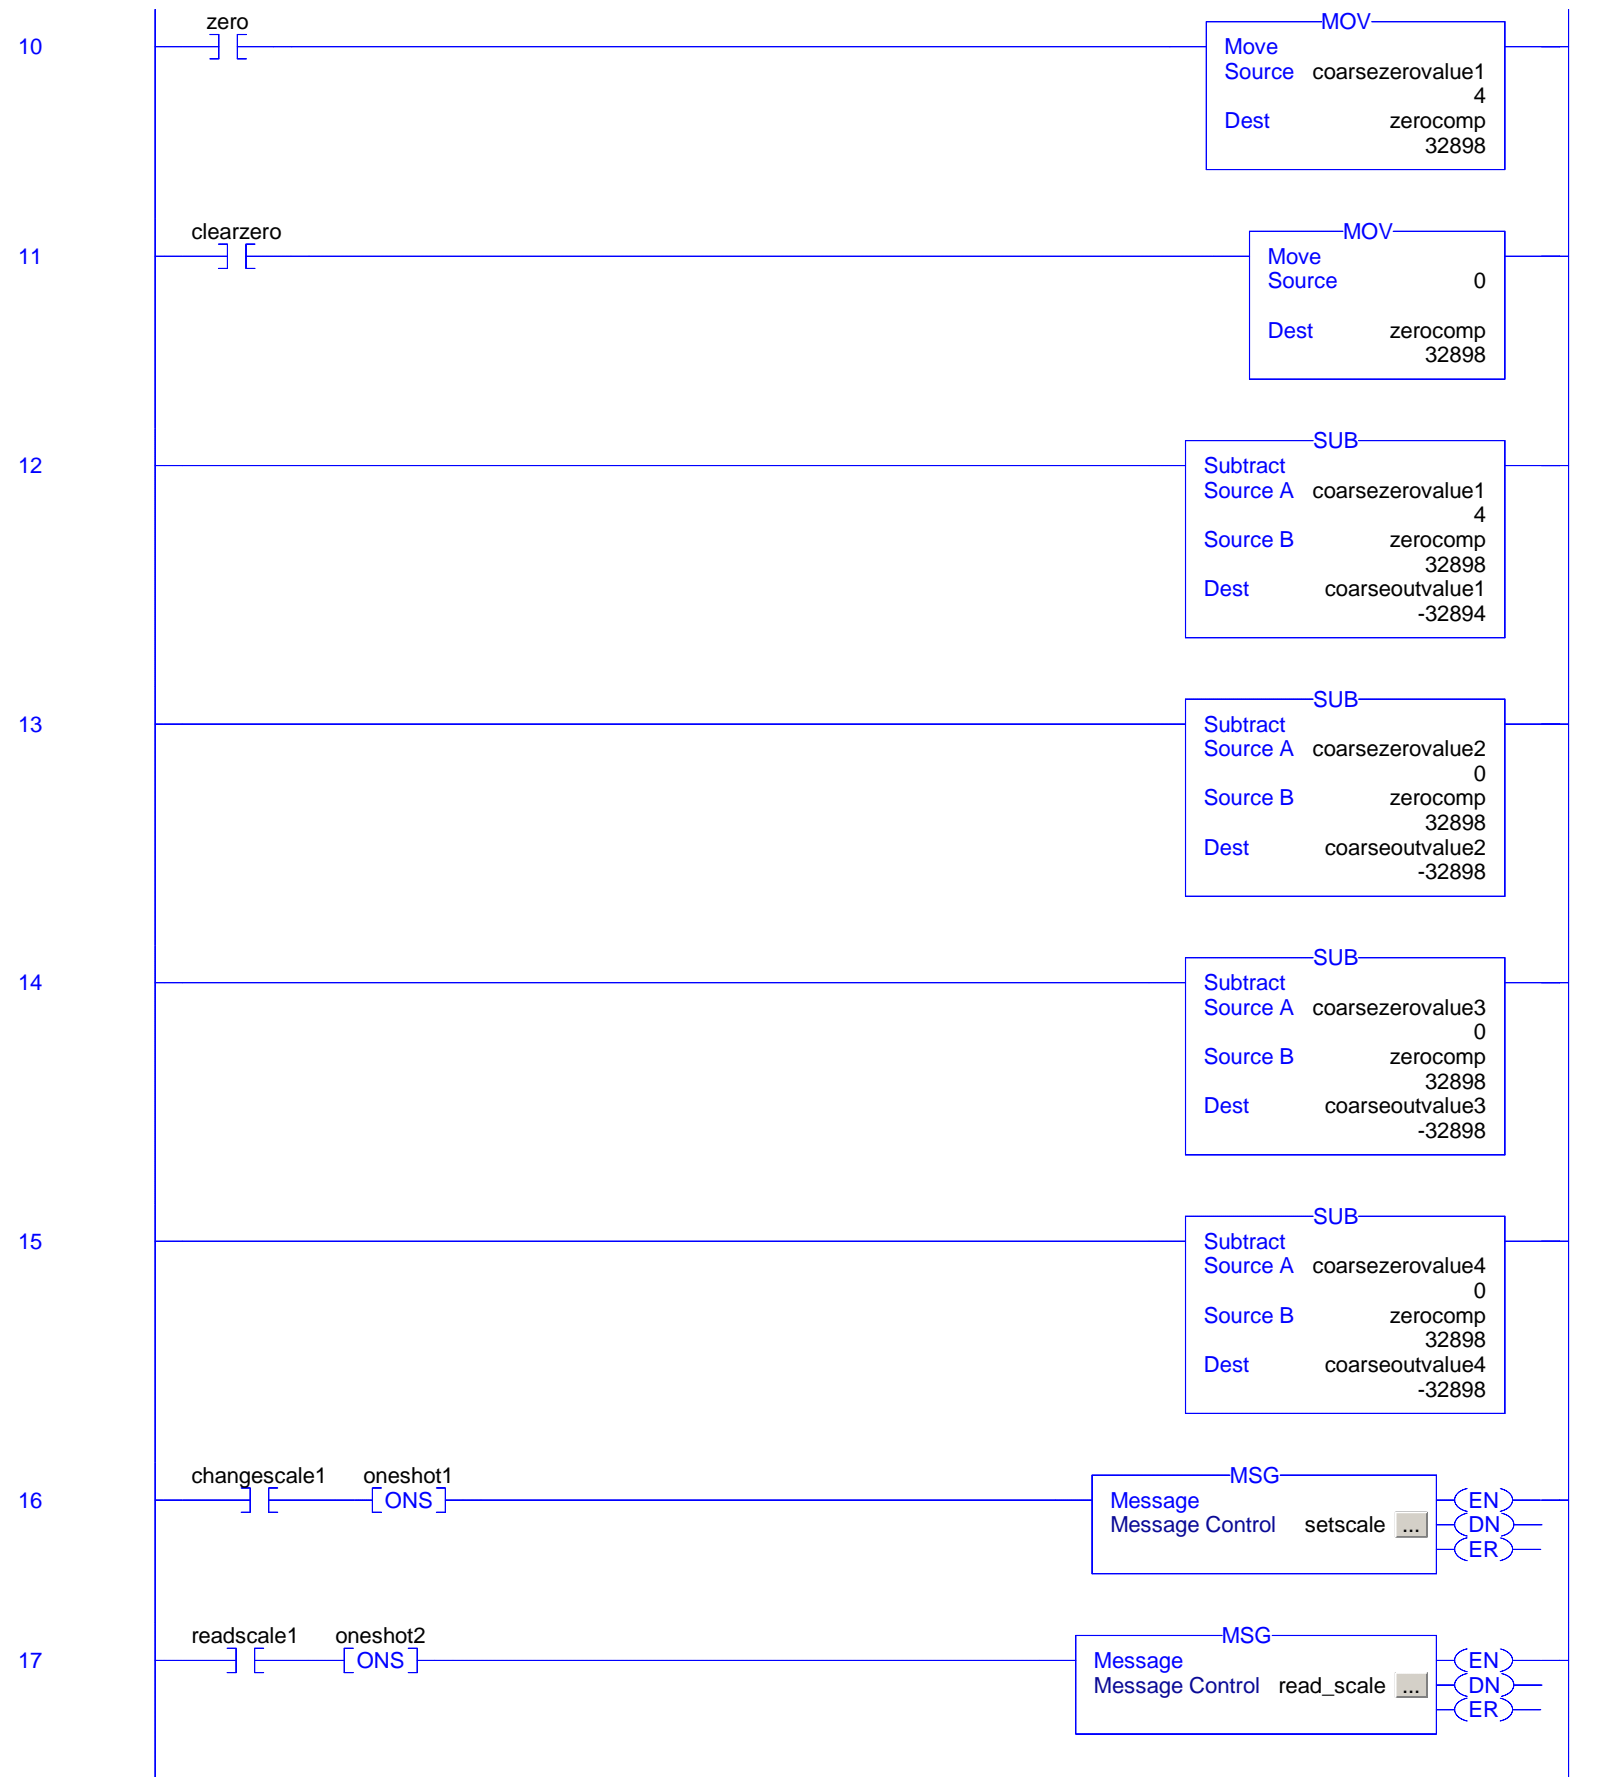 zero
10
MOV
Move
Source coarsezerovalue1
4
Dest zerocomp
32898
clearzero
11
MOV
Move
Source 0
Dest zerocomp
32898
12
SUB
Subtract
Source A coarsezerovalue1
4
Source B zerocomp
32898
Dest coarseoutvalue1
-32894
13
SUB
Subtract
Source A coarsezerovalue2
0
Source B zerocomp
32898
Dest coarseoutvalue2
-32898
14
SUB
Subtract
Source A coarsezerovalue3
0
Source B zerocomp
32898
Dest coarseoutvalue3
-32898
15
SUB
Subtract
Source A coarsezerovalue4
0
Source B zerocomp
32898
Dest coarseoutvalue4
-32898
changescale1 oneshot1
16
ONS
MSG
Message
Message Control setscale ...
EN
DN
ER
readscale1 oneshot2
17
ONS
MSG
Message
Message Control read_scale ...
EN
DN
ER